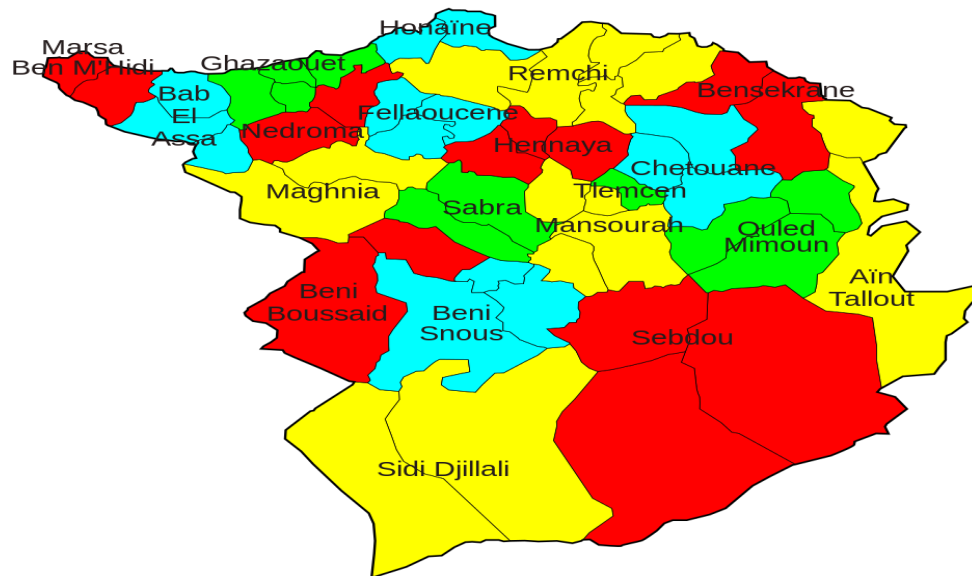 Honaïne
Marsa
Ben M'Hidi
Ghazaouet
Remchi
Bab
El
Assa
Bensekrane
Fellaoucene
Nedroma
Hennaya
Chetouane
Maghnia
Tlemcen
Sabra
Mansourah
Ouled
Mimoun
Aïn
Tallout
Beni
Boussaid
Beni
Snous
Sebdou
Sidi Djillali